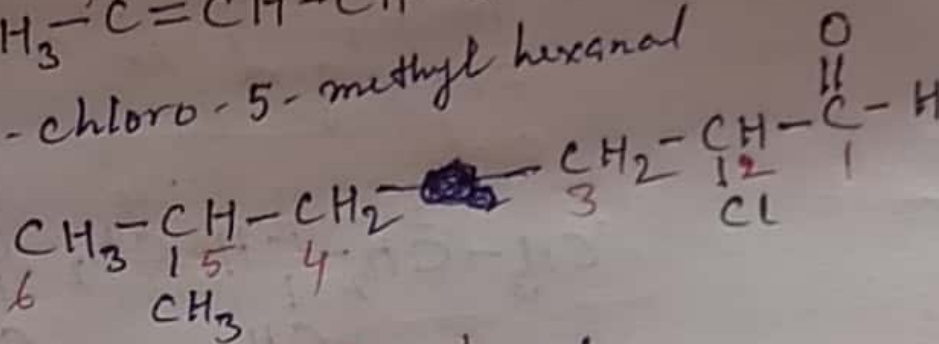 H3-C=CH-CH
-chloro-5-methyl hexanal
O
||
CH3-CH-CH2- -CH2-CH-C-H
6 | 5 4 3 | 2 1
CH3 Cl